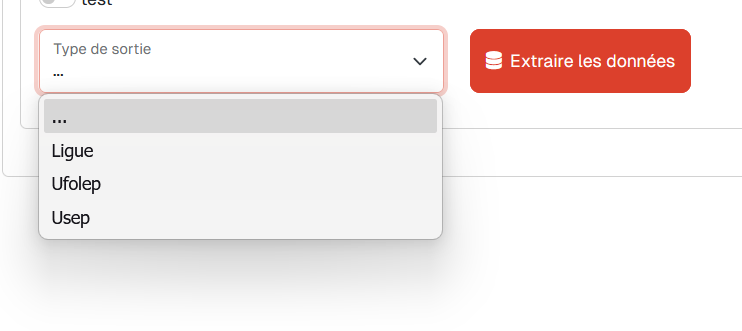 test
Type de sortie
...
Extraire les données
...
Ligue
Ufolep
Usep